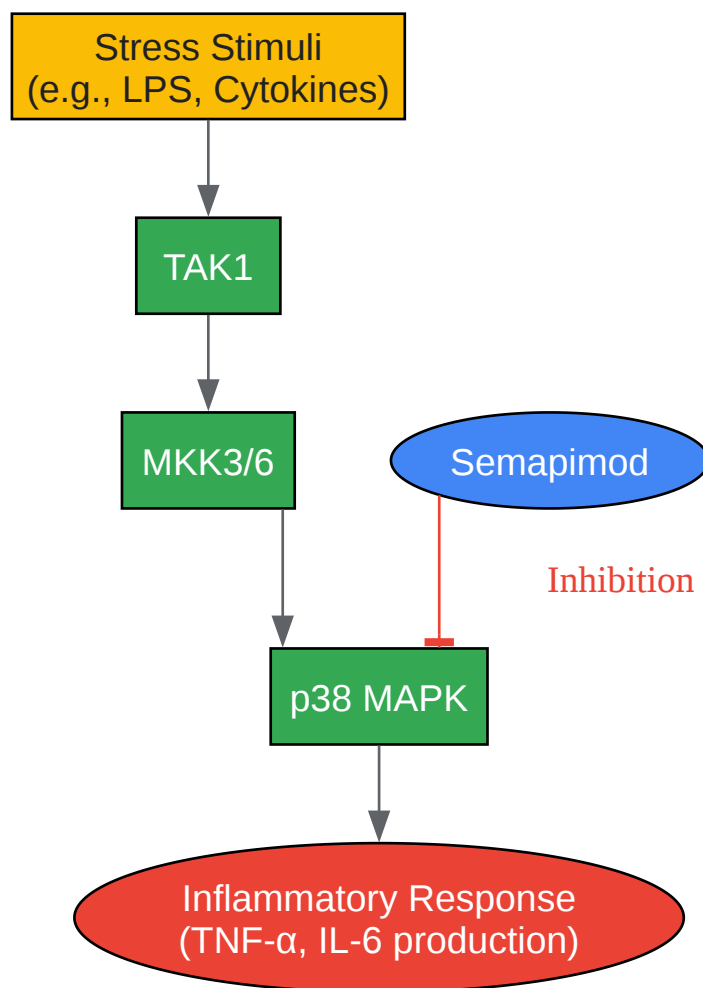 Stress Stimuli
(e.g., LPS, Cytokines)
TAK1
MKK3/6
Semapimod
Inhibition
p38 MAPK
Inflammatory Response
(TNF-α, IL-6 production)